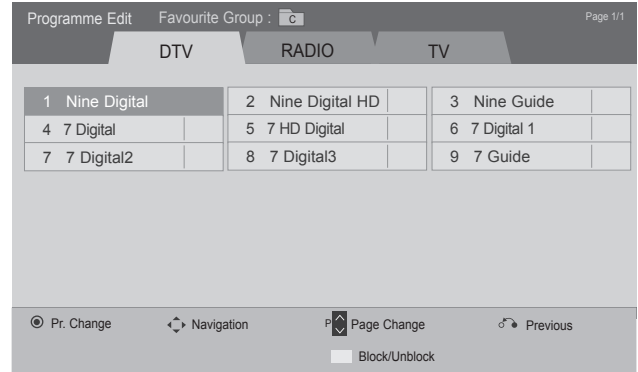 Programme Edit Favourite Group : C Page 1/1
DTV RADIO TV
1 Nine Digital 2 Nine Digital HD 3 Nine Guide
4 7 Digital 5 7 HD Digital 6 7 Digital 1
7 7 Digital2 8 7 Digital3 9 7 Guide
Pr. Change Navigation P Page Change Previous
Block/Unblock